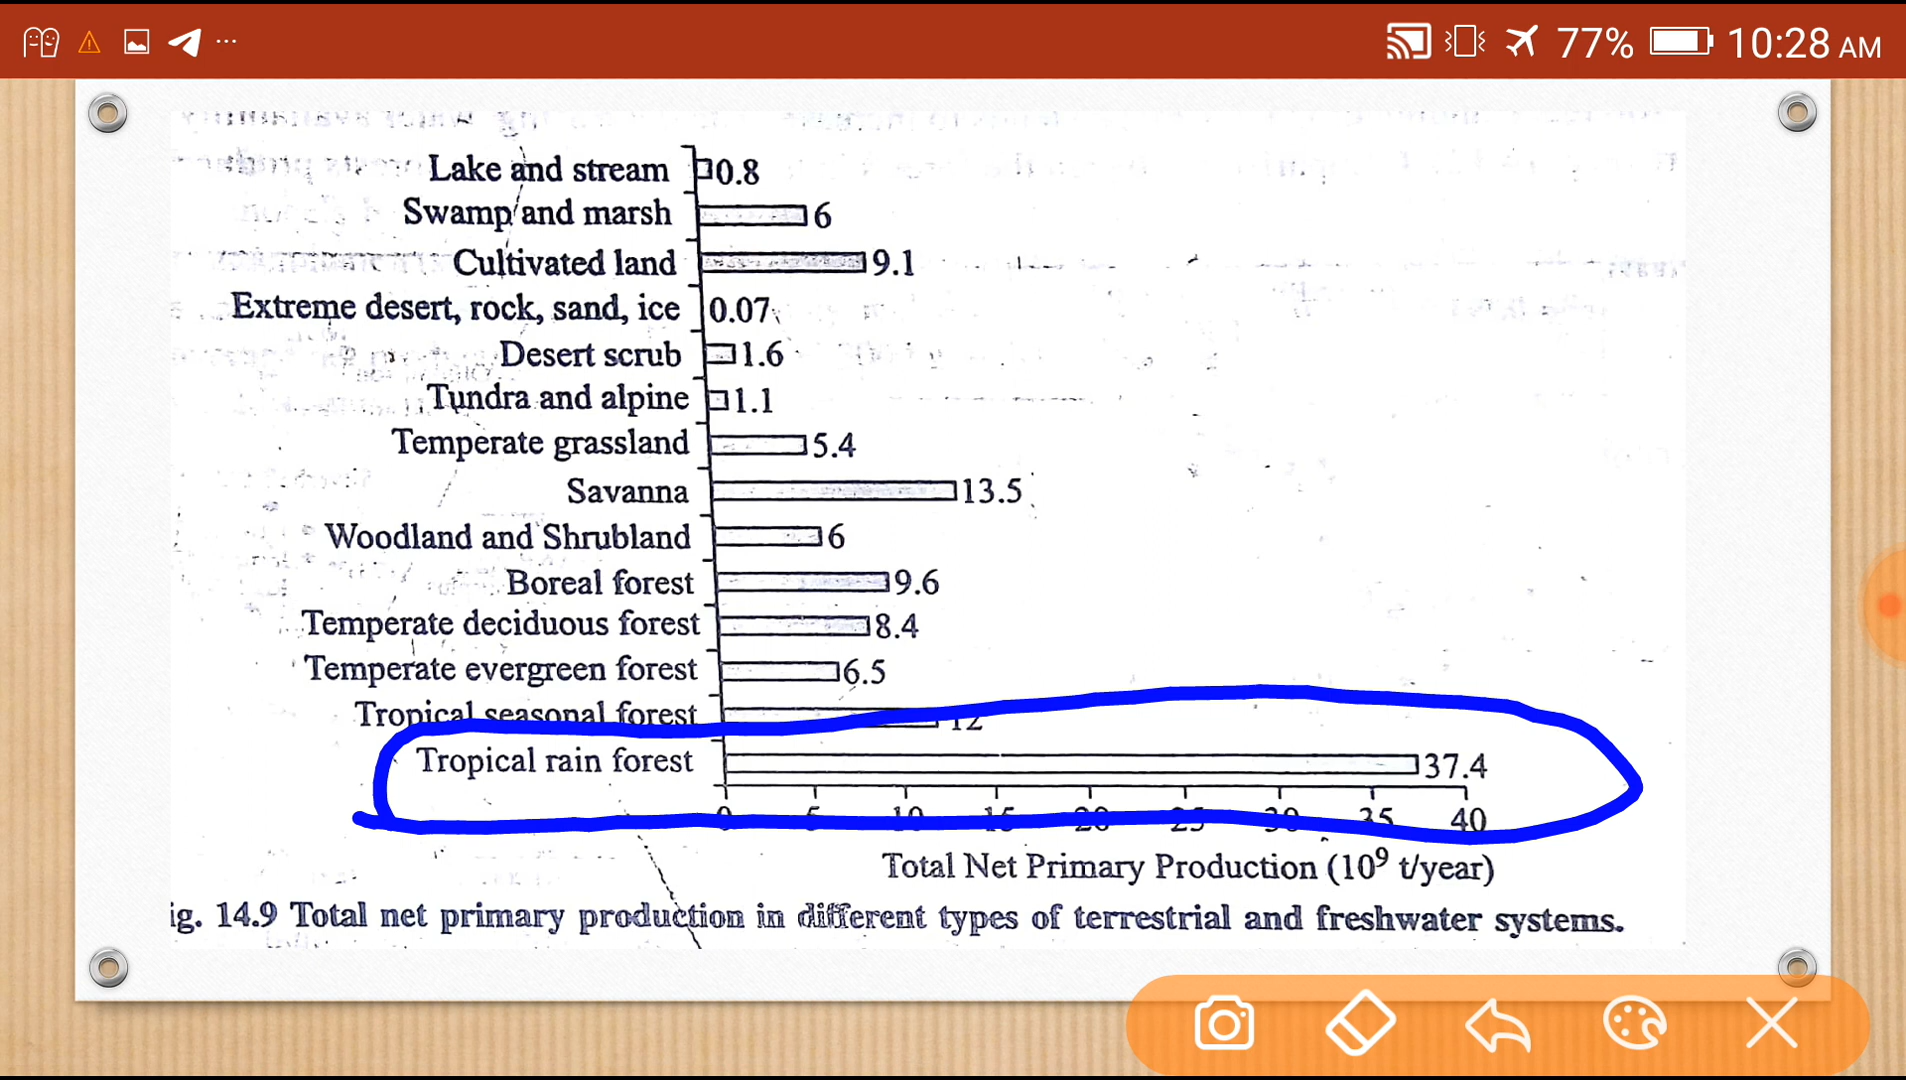 77% 10:28 AM
Lake and stream 0.8
Swamp and marsh 6
Cultivated land 9.1
Extreme desert, rock, sand, ice 0.07
Desert scrub 1.6
Tundra and alpine 1.1
Temperate grassland 5.4
Savanna 13.5
Woodland and Shrubland 6
Boreal forest 9.6
Temperate deciduous forest 8.4
Temperate evergreen forest 6.5
Tropical seasonal forest 12
Tropical rain forest 37.4
0 5 10 15 20 25 30 35 40
Total Net Primary Production (10⁹ t/year)
ig. 14.9 Total net primary production in different types of terrestrial and freshwater systems.